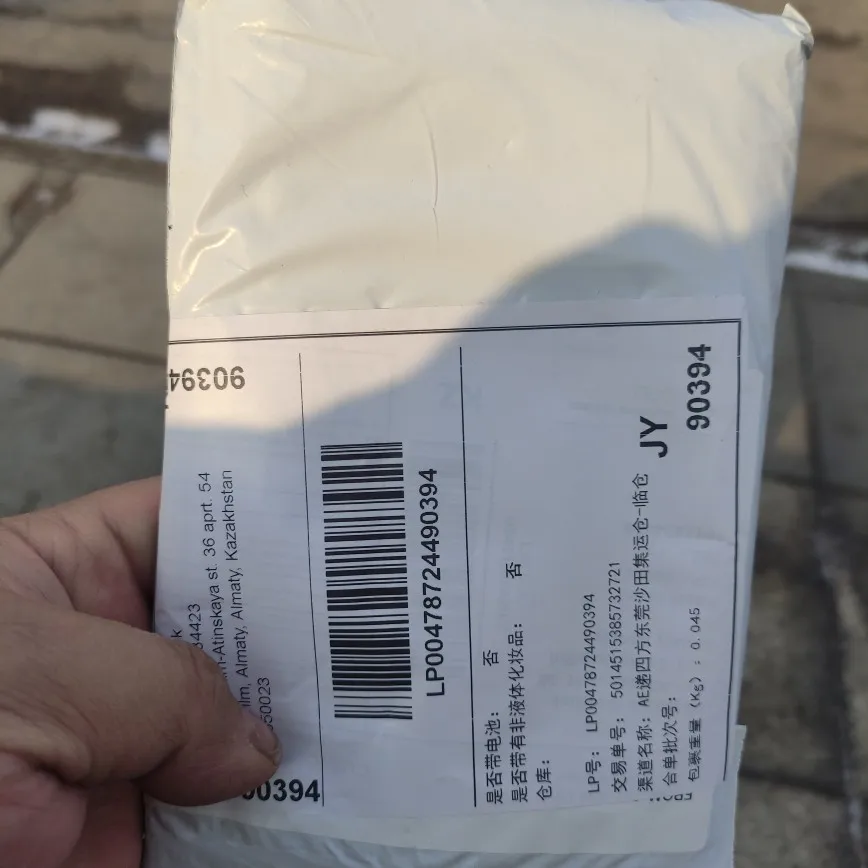 90394
34423
-Atinskaya st. 36 aprt. 54
Almaty, Almaty, Kazakhstan
50023
0394
LP00478724490394
是否带电池： 否
是否带有非液体化妆品： 否
仓库：
LP号： LP00478724490394
交易单号： 5014515385732721
渠道名称：AE递四方东莞沙田集运仓-临仓
合单批次号：
包裹重量（Kg）: 0.045
JY
90394